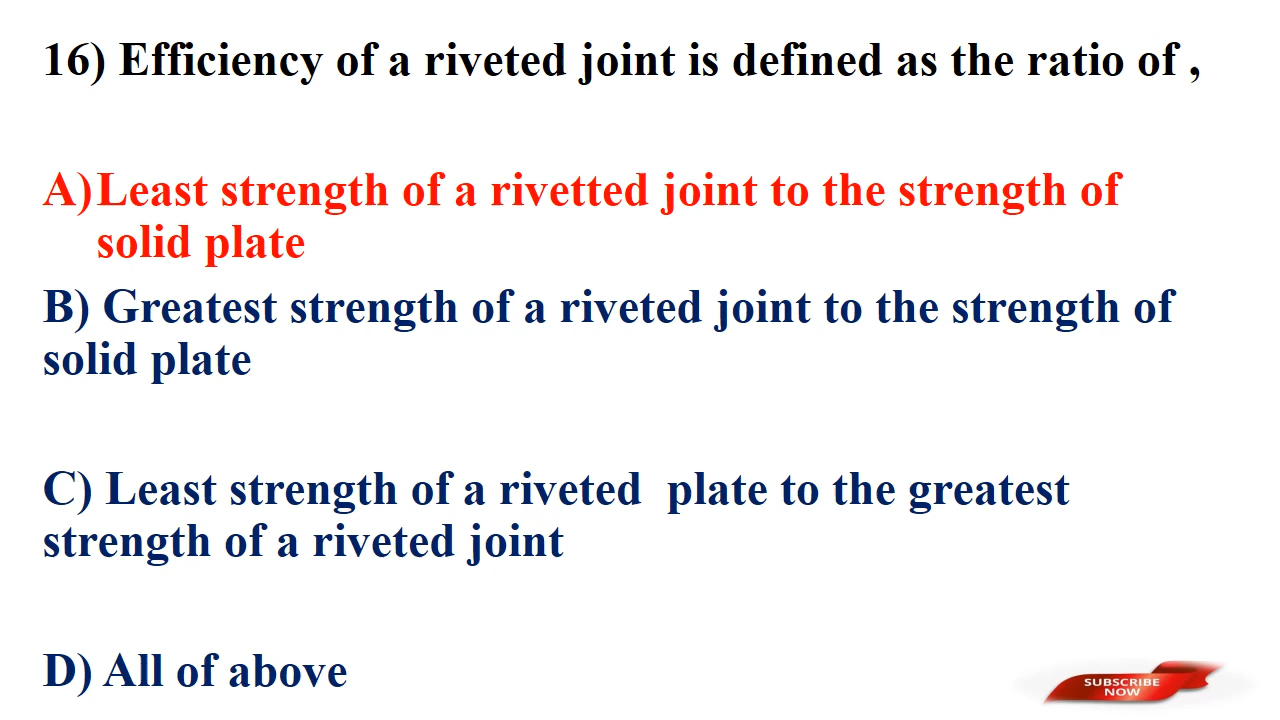 16) Efficiency of a riveted joint is defined as the ratio of ,
A) Least strength of a rivetted joint to the strength of
solid plate
B) Greatest strength of a riveted joint to the strength of
solid plate
C) Least strength of a riveted  plate to the greatest
strength of a riveted joint
D) All of above
SUBSCRIBE
NOW